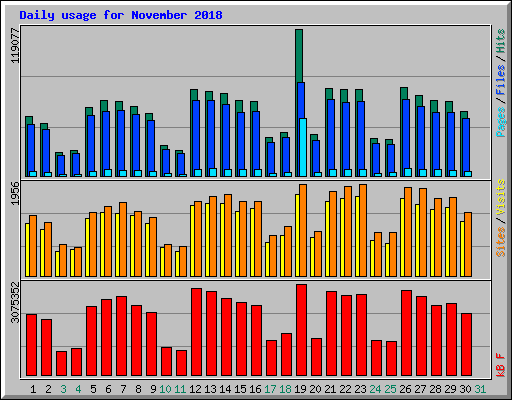 Daily usage for November 2018
119077
Pages/Files/Hits
1956
Sites/Visits
3075352
kB F
1 2 3 4 5 6 7 8 9 10 11 12 13 14 15 16 17 18 19 20 21 22 23 24 25 26 27 28 29 30 31